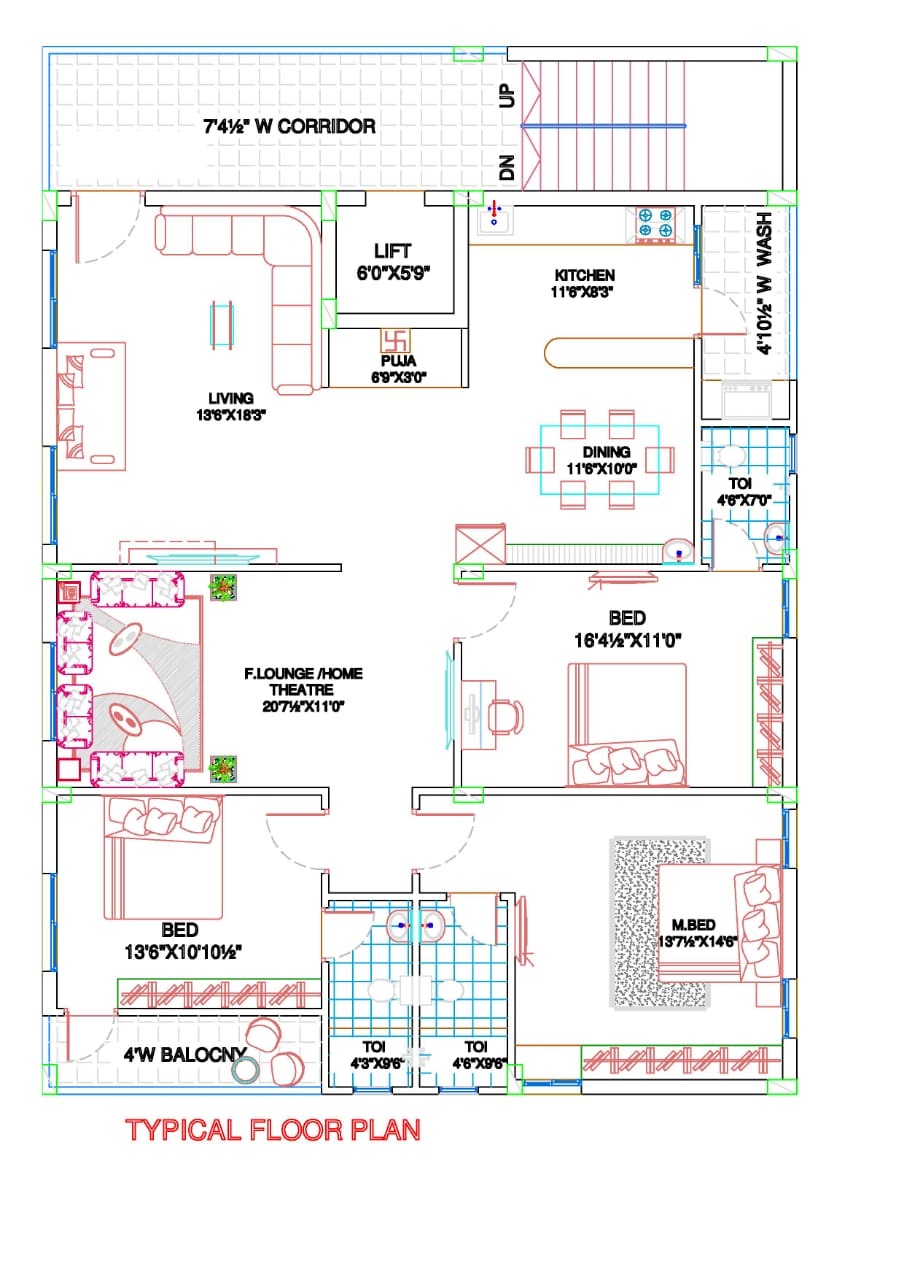 7'4½" W CORRIDOR
UP
DN
LIFT
6'0"X5'9"
KITCHEN
11'6"X8'3"
4'10½" W WASH
PUJA
6'9"X3'0"
LIVING
13'6"X18'3"
DINING
11'6"X10'0"
TOI
4'6"X7'0"
BED
16'4½"X11'0"
F.LOUNGE /HOME
THEATRE
20'7½"X11'0"
BED
13'6"X10'10½"
M.BED
13'7½"X14'6"
4'W BALOCNY
TOI
4'3"X9'6"
TOI
4'6"X9'6"
TYPICAL FLOOR PLAN